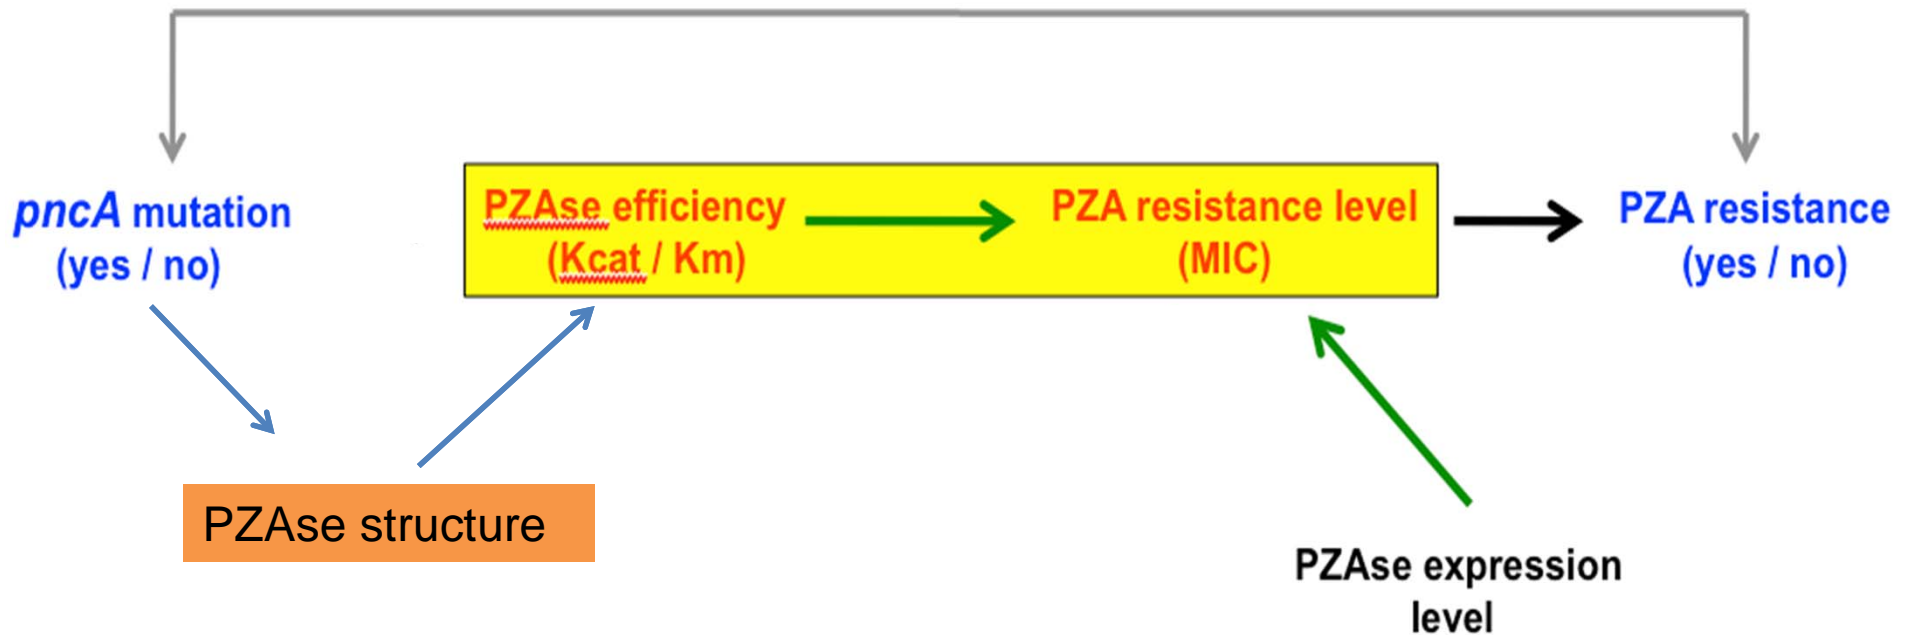 pncA mutation
(yes / no)
PZAse efficiency
(Kcat / Km)
PZA resistance level
(MIC)
PZA resistance
(yes / no)
PZAse structure
PZAse expression
level